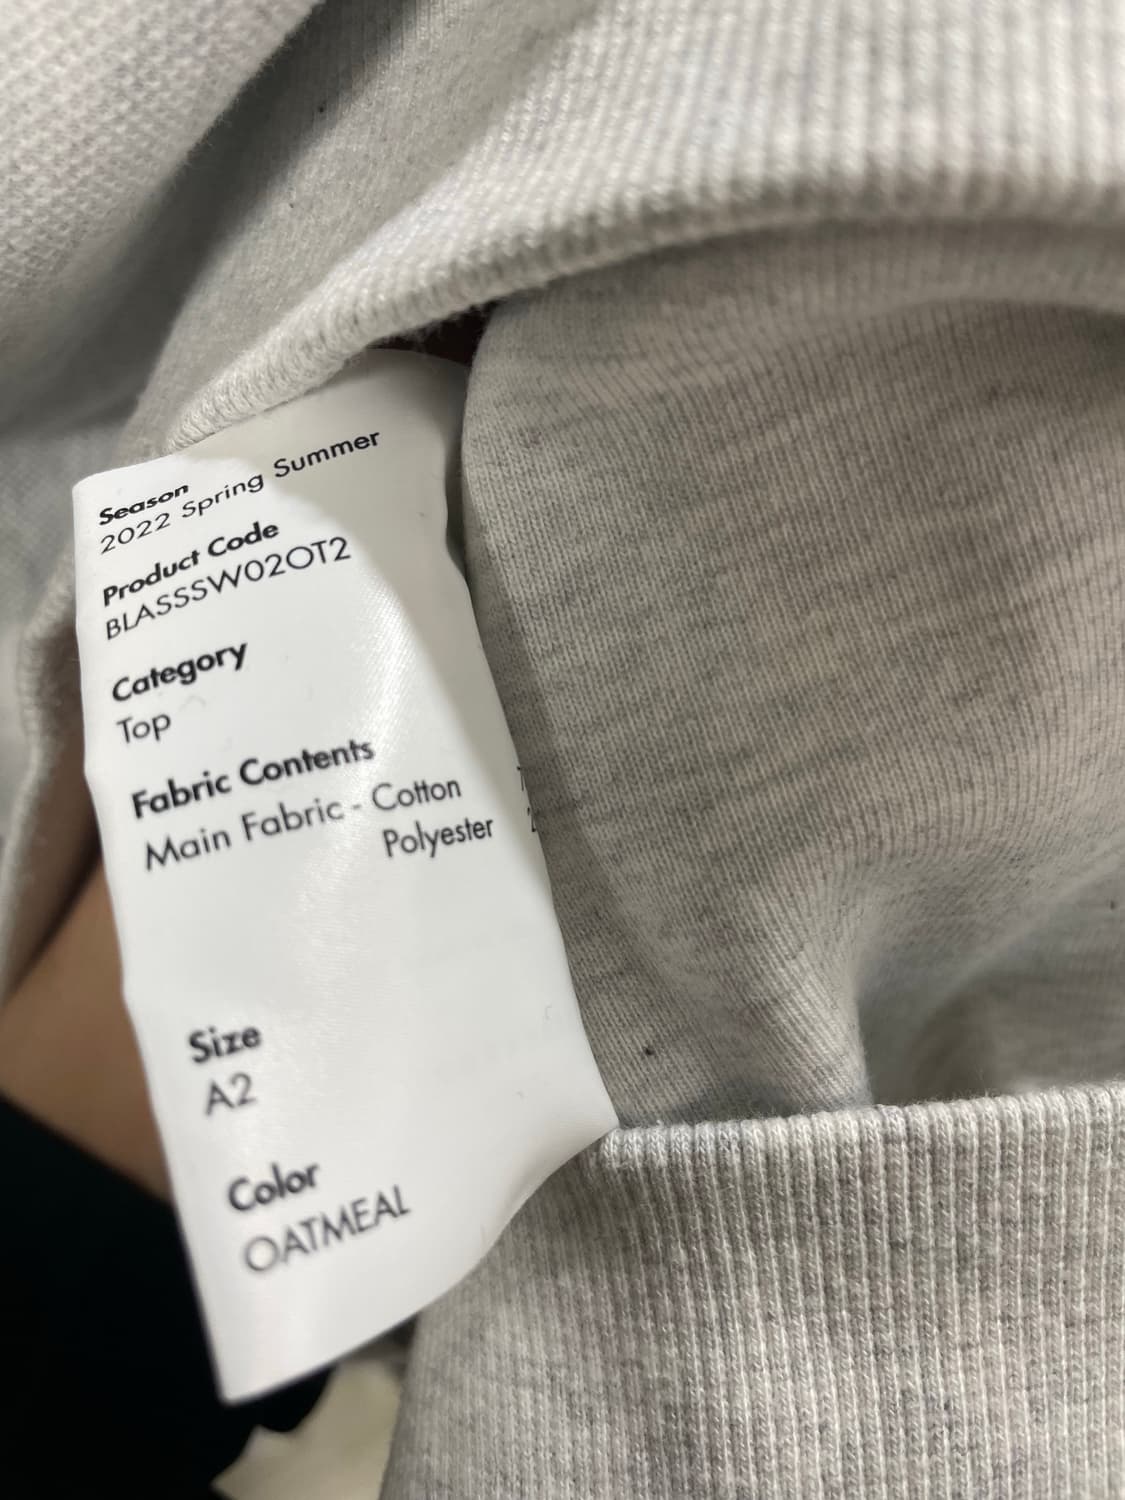 Season
2022 Spring Summer
Product Code
BLASSSW02OT2
Category
Top
Fabric Contents
Main Fabric - Cotton
Polyester
Size
A2
Color
OATMEAL